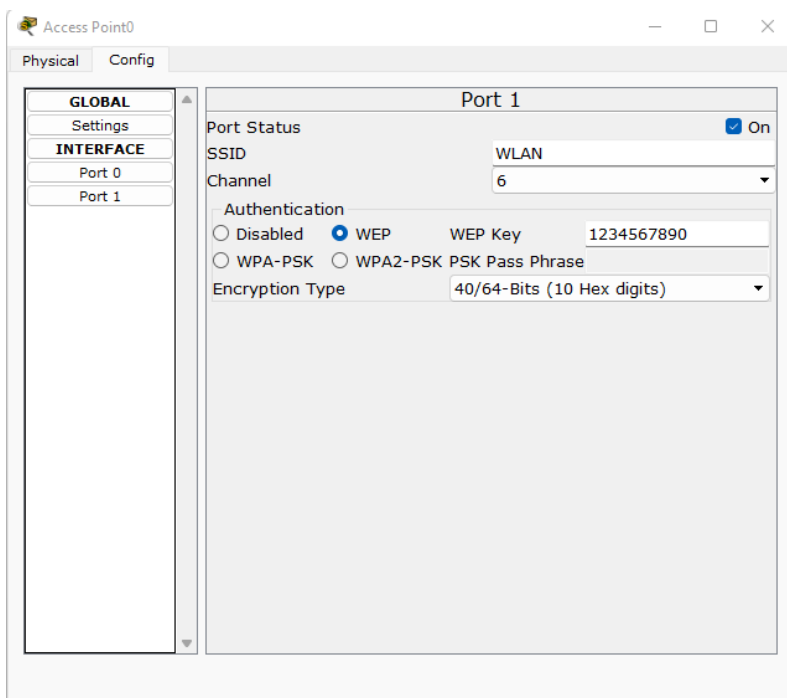 Access Point0
Physical Config
GLOBAL
Settings
INTERFACE
Port 0
Port 1
Port 1
Port Status On
SSID WLAN
Channel 6
Authentication
Disabled WEP WEP Key 1234567890
WPA-PSK WPA2-PSK PSK Pass Phrase
Encryption Type 40/64-Bits (10 Hex digits)